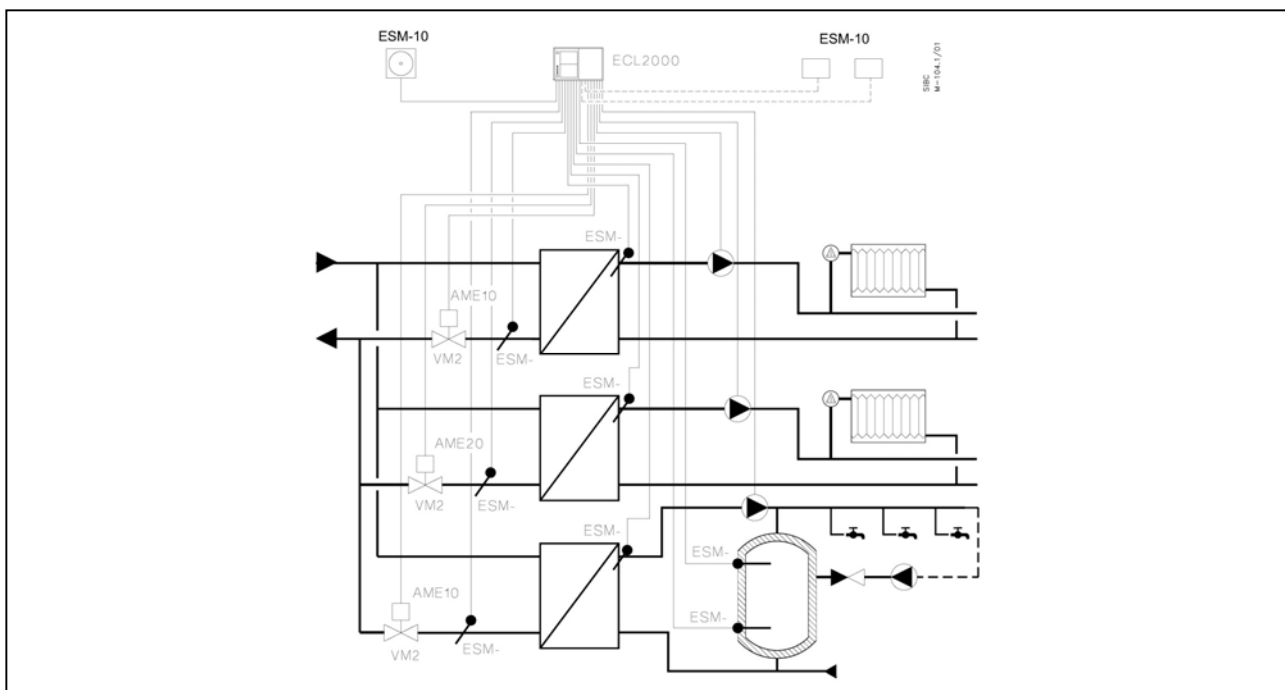 ESM-10
ECL2000
ESM-10
SIBC
M-104.1/01
ESM-
AME10
VM2
ESM-
ESM-
AME20
VM2
ESM-
ESM-
ESM-
AME10
ESM-
VM2
ESM-